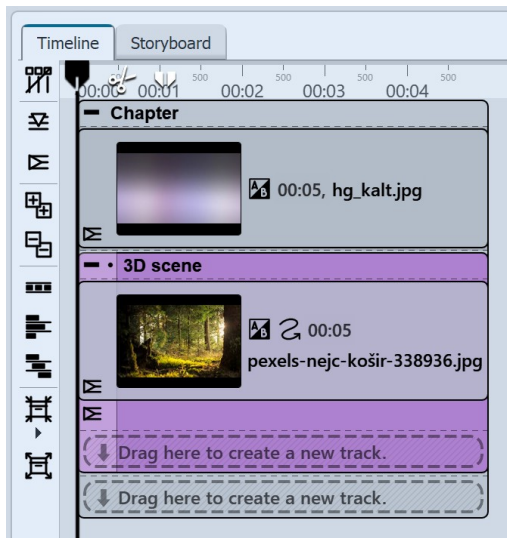 Timeline Storyboard
500 500 500 500
00:00 00:01 00:02 00:03 00:04
Chapter
A/B 00:05, hg_kalt.jpg
3D scene
A/B 00:05
pexels-nejc-košir-338936.jpg
Drag here to create a new track.
Drag here to create a new track.